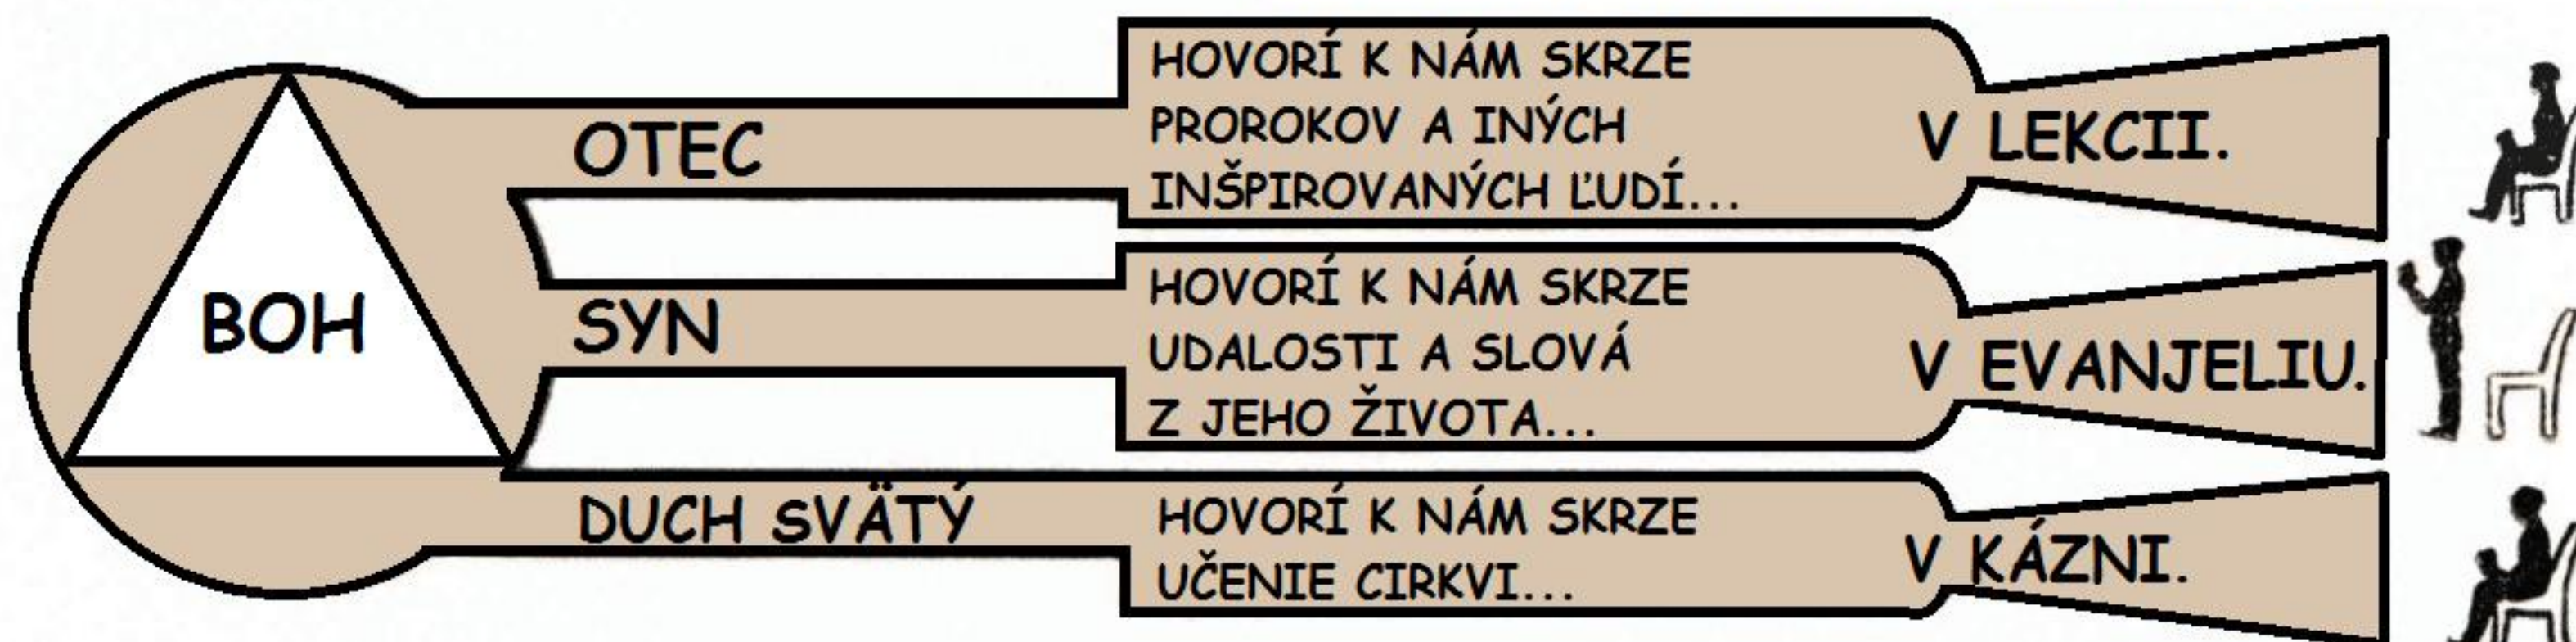 BOH
OTEC
HOVORÍ K NÁM SKRZE
PROROKOV A INÝCH
INŠPIROVANÝCH ĽUDÍ...
V LEKCII.
SYN
HOVORÍ K NÁM SKRZE
UDALOSTI A SLOVÁ
Z JEHO ŽIVOTA...
V EVANJELIU.
DUCH SVÄTÝ
HOVORÍ K NÁM SKRZE
UČENIE CIRKVI...
V KÁZNI.